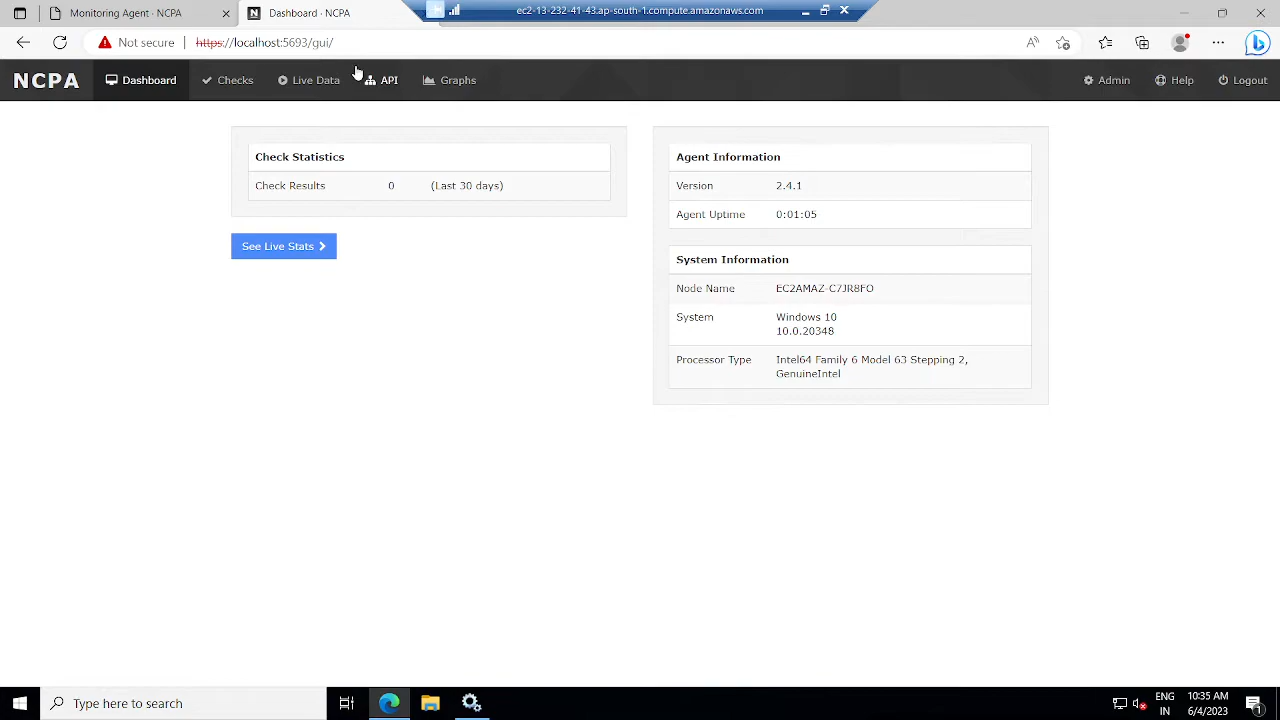 Monitoring Agent · NCPA
Dashboard · NCPA
ec2-13-232-41-43.ap-south-1.compute.amazonaws.com
Not secure
https://localhost:5693/gui/
NCPA
Dashboard
Checks
Live Data
API
Graphs
Admin
Help
Logout
Check Statistics
Check Results 0 (Last 30 days)
See Live Stats
Agent Information
Version 2.4.1
Agent Uptime 0:01:05
System Information
Node Name EC2AMAZ-C7JR8FO
System Windows 10
10.0.20348
Processor Type Intel64 Family 6 Model 63 Stepping 2,
GenuineIntel
Type here to search
ENG
IN
10:35 AM
6/4/2023
1